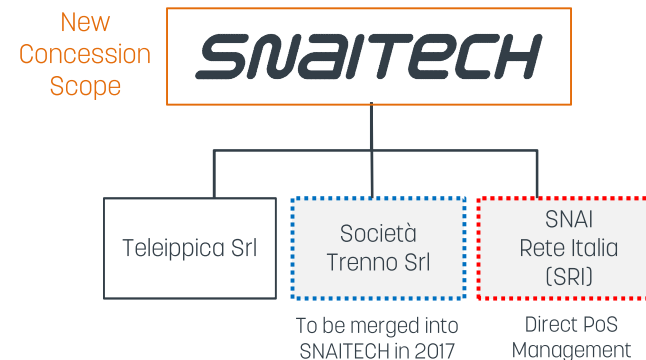 New
Concession
Scope
SNAITECH
Teleippica Srl
Società
Trenno Srl
SNAI
Rete Italia
(SRI)
To be merged into
SNAITECH in 2017
Direct PoS
Management